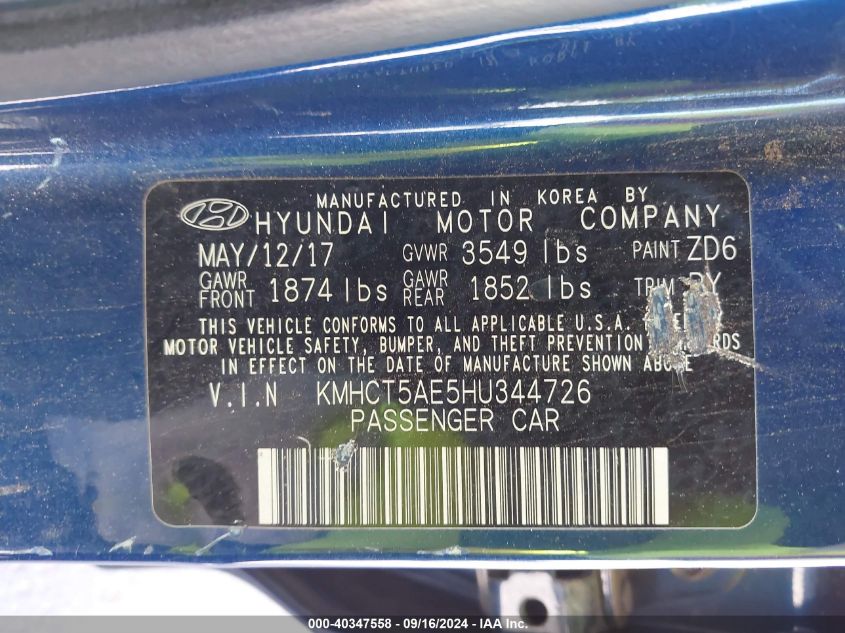 MANUFACTURED IN KOREA BY
HYUNDAI MOTOR COMPANY
MAY/12/17 GVWR 3549 lbs PAINT ZD6
GAWR FRONT 1874 lbs GAWR REAR 1852 lbs TRIM
THIS VEHICLE CONFORMS TO ALL APPLICABLE U.S.A.
MOTOR VEHICLE SAFETY, BUMPER, AND THEFT PREVENTION
IN EFFECT ON THE DATE OF MANUFACTURE SHOWN
V.I.N KMHCT5AE5HU344726
PASSENGER CAR
000-40347558 - 09/16/2024 - IAA Inc.